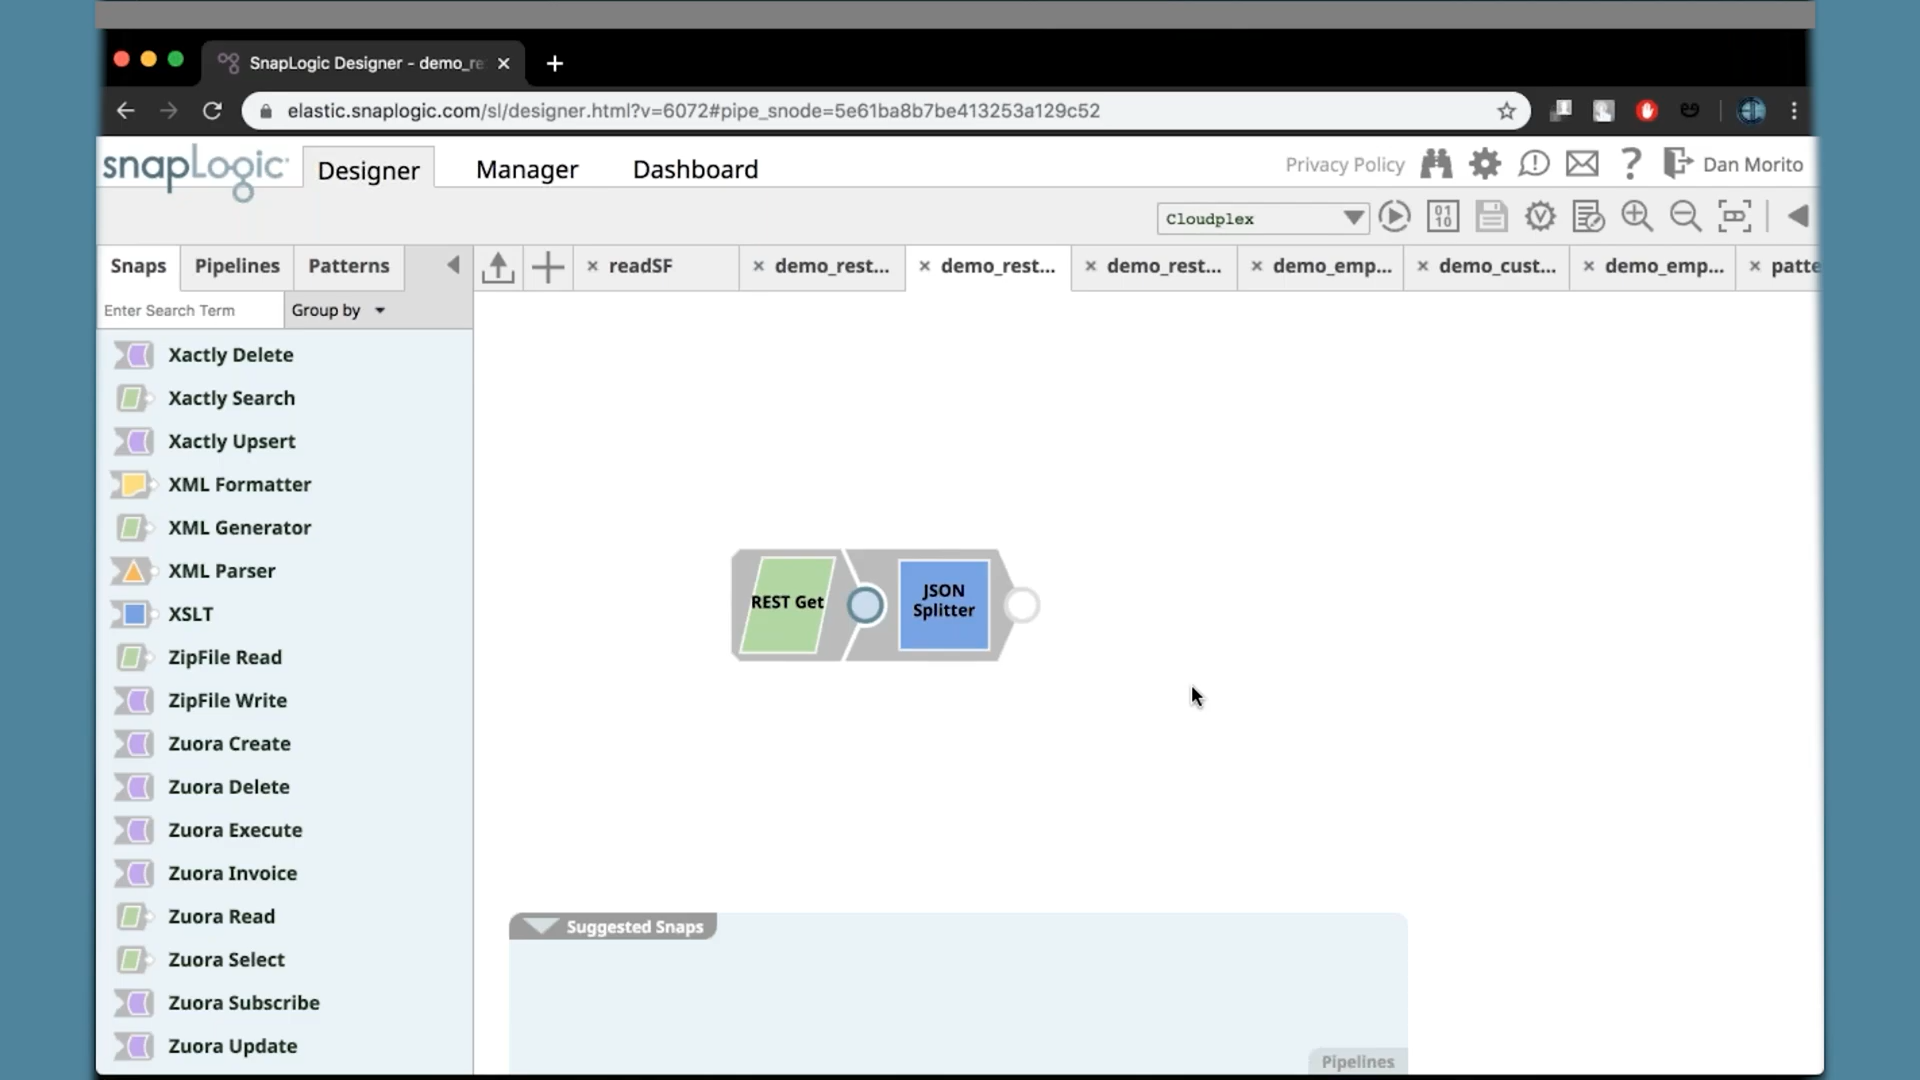 SnapLogic Designer - demo_re
elastic.snaplogic.com/sl/designer.html?v=6072#pipe_snode=5e61ba8b7be413253a129c52
snapLogic
Designer
Manager
Dashboard
Privacy Policy
Dan Morito
Cloudplex
Snaps
Pipelines
Patterns
readSF
demo_rest...
demo_rest...
demo_rest...
demo_emp...
demo_cust...
demo_emp...
patte
Enter Search Term
Group by
Xactly Delete
Xactly Search
Xactly Upsert
XML Formatter
XML Generator
XML Parser
XSLT
ZipFile Read
ZipFile Write
Zuora Create
Zuora Delete
Zuora Execute
Zuora Invoice
Zuora Read
Zuora Select
Zuora Subscribe
Zuora Update
REST Get
JSON
Splitter
Suggested Snaps
Pipelines